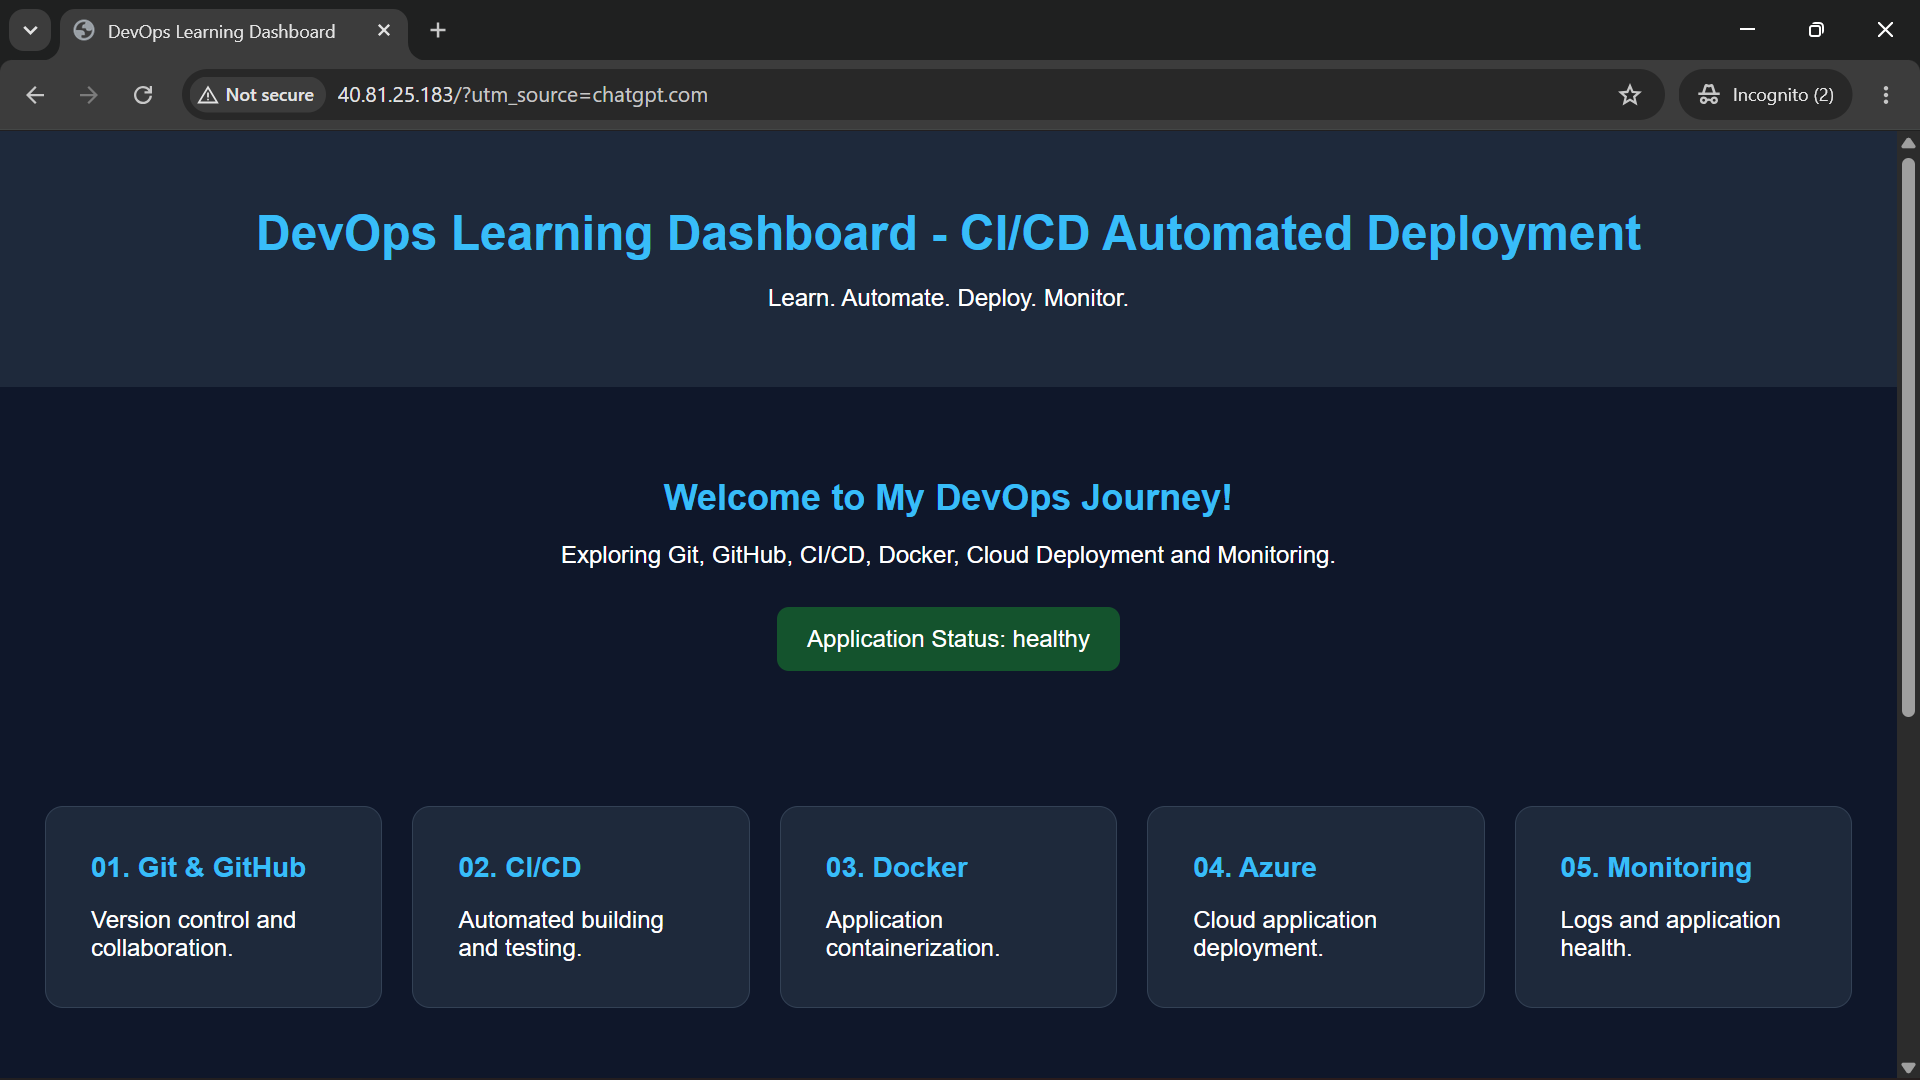 DevOps Learning Dashboard
Not secure
40.81.25.183/?utm_source=chatgpt.com
Incognito (2)
DevOps Learning Dashboard - CI/CD Automated Deployment
Learn. Automate. Deploy. Monitor.
Welcome to My DevOps Journey!
Exploring Git, GitHub, CI/CD, Docker, Cloud Deployment and Monitoring.
Application Status: healthy
01. Git & GitHub
Version control and
collaboration.
02. CI/CD
Automated building
and testing.
03. Docker
Application
containerization.
04. Azure
Cloud application
deployment.
05. Monitoring
Logs and application
health.